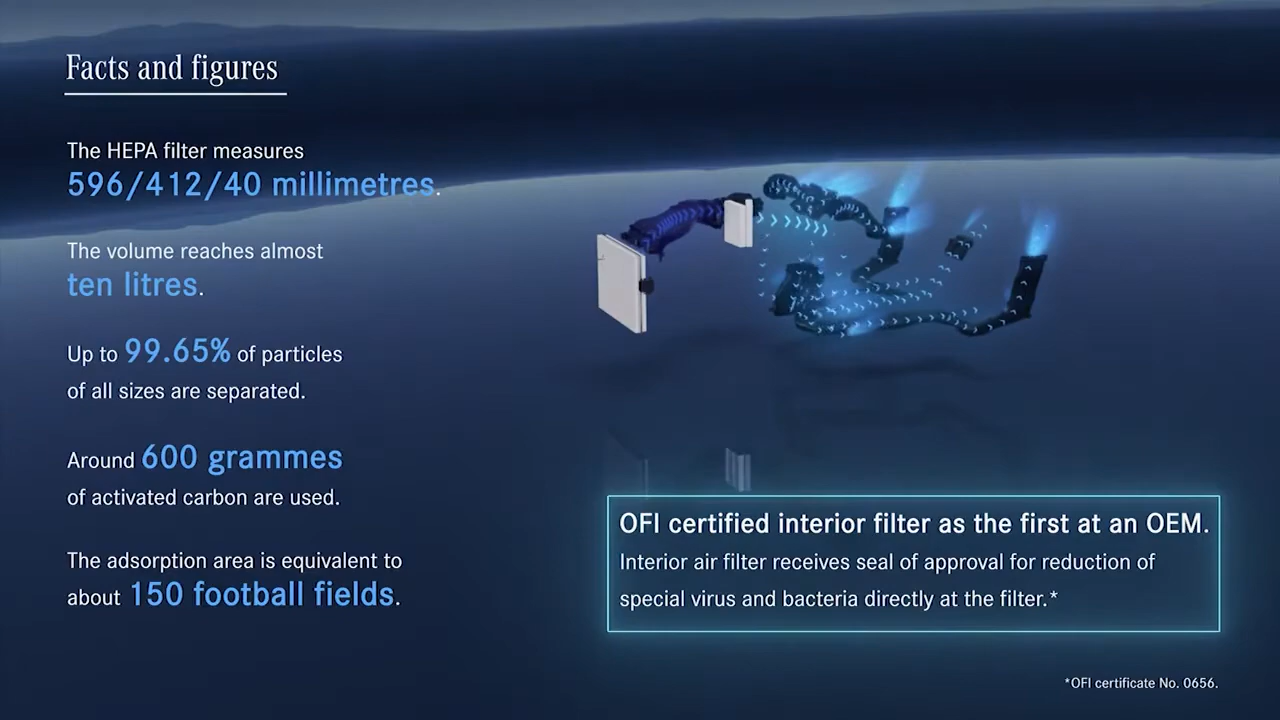 Facts and figures
The HEPA filter measures
596/412/40 millimetres.
The volume reaches almost
ten litres.
Up to 99.65% of particles
of all sizes are separated.
Around 600 grammes
of activated carbon are used.
The adsorption area is equivalent to
about 150 football fields.
OFI certified interior filter as the first at an OEM.
Interior air filter receives seal of approval for reduction of
special virus and bacteria directly at the filter.*
*OFI certificate No. 0656.